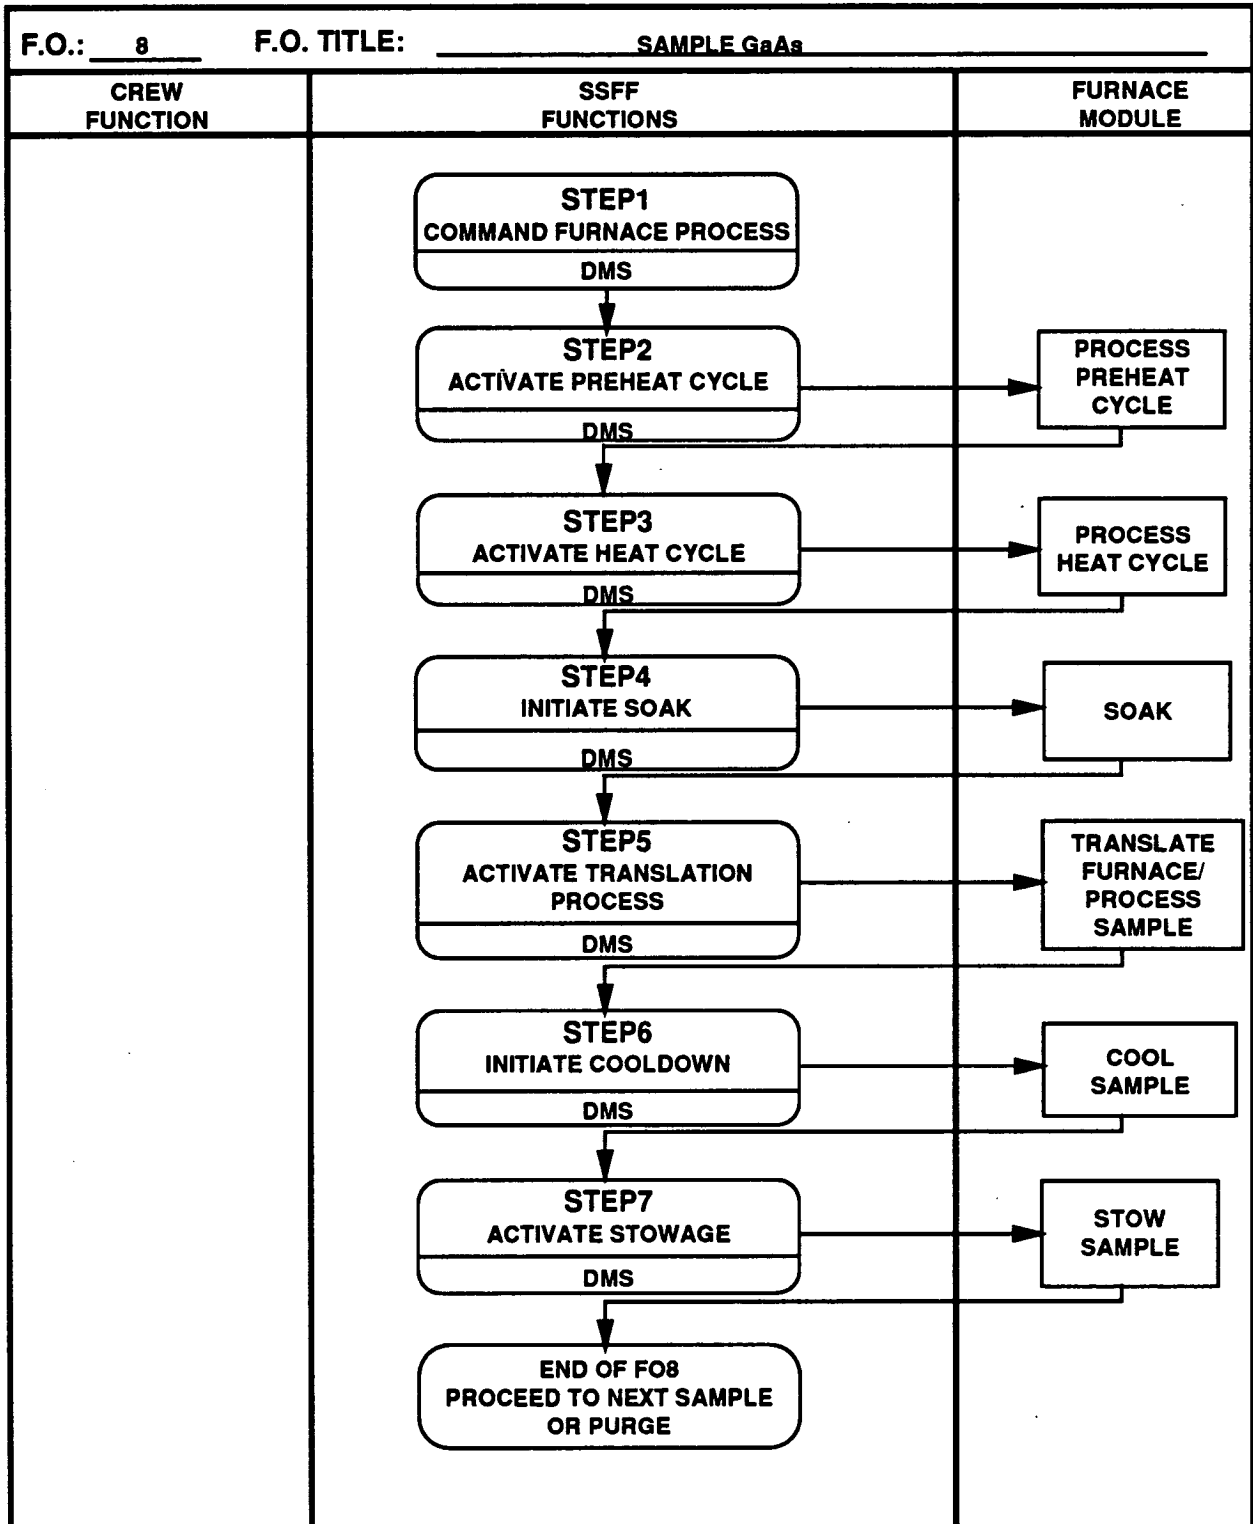 F.O.: 8 F.O. TITLE: SAMPLE GaAs
CREW
FUNCTION
SSFF
FUNCTIONS
FURNACE
MODULE
STEP1
COMMAND FURNACE PROCESS
DMS
STEP2
ACTIVATE PREHEAT CYCLE
DMS
PROCESS
PREHEAT
CYCLE
STEP3
ACTIVATE HEAT CYCLE
DMS
PROCESS
HEAT CYCLE
STEP4
INITIATE SOAK
DMS
SOAK
STEP5
ACTIVATE TRANSLATION
PROCESS
DMS
TRANSLATE
FURNACE/
PROCESS
SAMPLE
STEP6
INITIATE COOLDOWN
DMS
COOL
SAMPLE
STEP7
ACTIVATE STOWAGE
DMS
STOW
SAMPLE
END OF FO8
PROCEED TO NEXT SAMPLE
OR PURGE